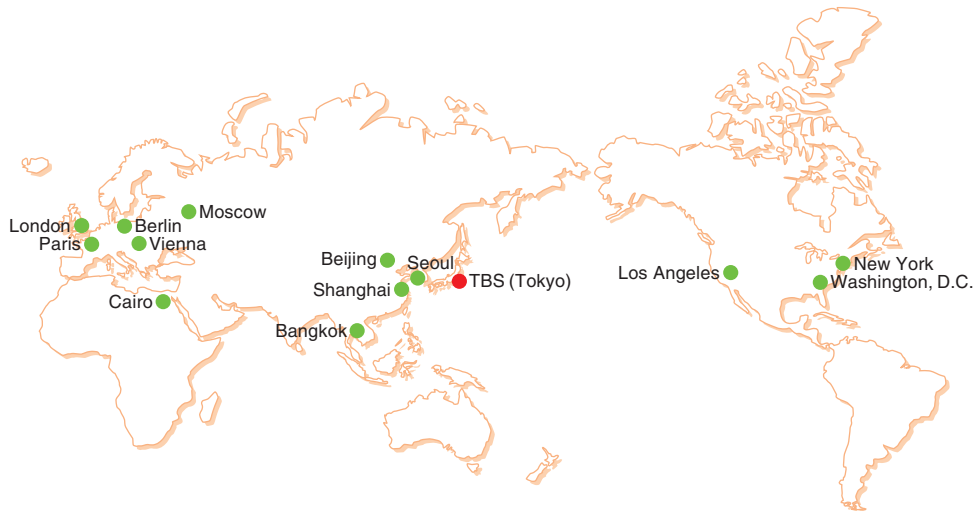 London
Paris
Berlin
Vienna
Moscow
Cairo
Beijing
Seoul
Shanghai
TBS (Tokyo)
Bangkok
Los Angeles
New York
Washington, D.C.